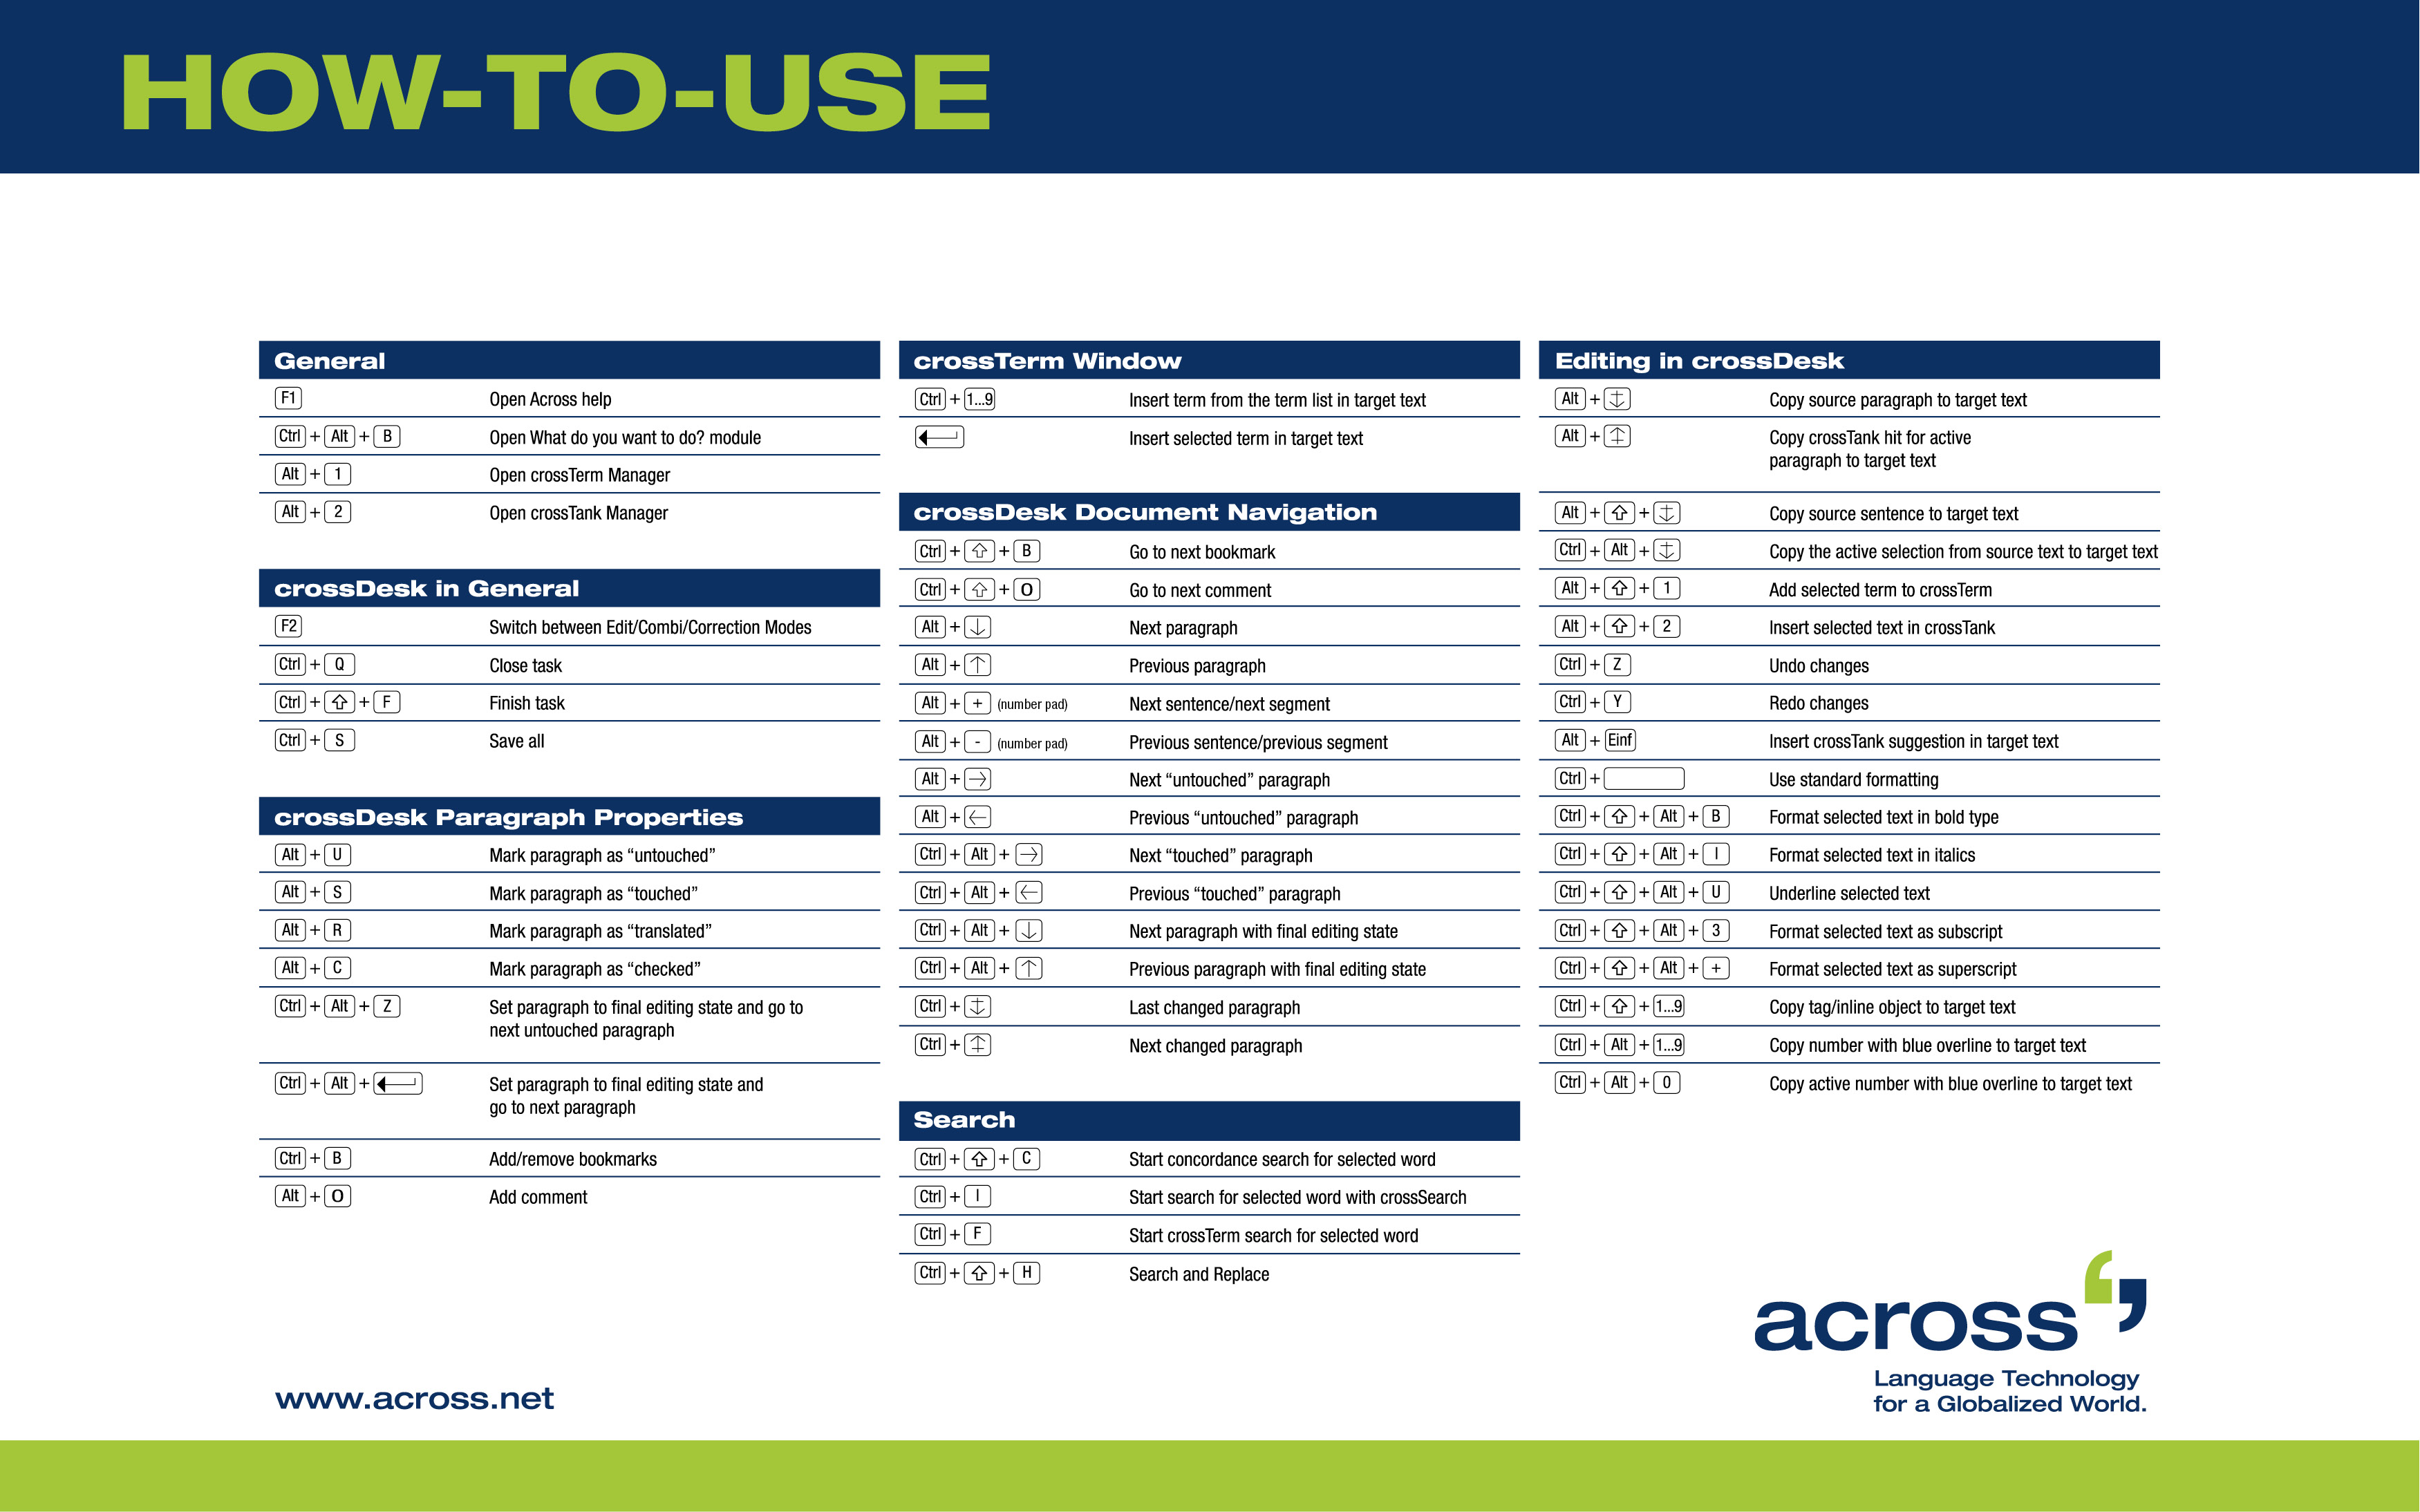 HOW-TO-USE
General
F1 Open Across help
Ctrl + Alt + B Open What do you want to do? module
Alt + 1 Open crossTerm Manager
Alt + 2 Open crossTank Manager
crossDesk in General
F2 Switch between Edit/Combi/Correction Modes
Ctrl + Q Close task
Ctrl + ⇧ + F Finish task
Ctrl + S Save all
crossDesk Paragraph Properties
Alt + U Mark paragraph as “untouched”
Alt + S Mark paragraph as “touched”
Alt + R Mark paragraph as “translated”
Alt + C Mark paragraph as “checked”
Ctrl + Alt + Z Set paragraph to final editing state and go to
next untouched paragraph
Ctrl + Alt + ⟵ Set paragraph to final editing state and
go to next paragraph
Ctrl + B Add/remove bookmarks
Alt + O Add comment
crossTerm Window
Ctrl + 1...9 Insert term from the term list in target text
⟵ Insert selected term in target text
crossDesk Document Navigation
Ctrl + ⇧ + B Go to next bookmark
Ctrl + ⇧ + O Go to next comment
Alt + ↓ Next paragraph
Alt + ↑ Previous paragraph
Alt + + (number pad) Next sentence/next segment
Alt + - (number pad) Previous sentence/previous segment
Alt + → Next “untouched” paragraph
Alt + ← Previous “untouched” paragraph
Ctrl + Alt + → Next “touched” paragraph
Ctrl + Alt + ← Previous “touched” paragraph
Ctrl + Alt + ↓ Next paragraph with final editing state
Ctrl + Alt + ↑ Previous paragraph with final editing state
Ctrl + ⤈ Last changed paragraph
Ctrl + ⤉ Next changed paragraph
Search
Ctrl + ⇧ + C Start concordance search for selected word
Ctrl + I Start search for selected word with crossSearch
Ctrl + F Start crossTerm search for selected word
Ctrl + ⇧ + H Search and Replace
Editing in crossDesk
Alt + ⤈ Copy source paragraph to target text
Alt + ⤉ Copy crossTank hit for active
paragraph to target text
Alt + ⇧ + ⤈ Copy source sentence to target text
Ctrl + Alt + ⤈ Copy the active selection from source text to target text
Alt + ⇧ + 1 Add selected term to crossTerm
Alt + ⇧ + 2 Insert selected text in crossTank
Ctrl + Z Undo changes
Ctrl + Y Redo changes
Alt + Einf Insert crossTank suggestion in target text
Ctrl + Use standard formatting
Ctrl + ⇧ + Alt + B Format selected text in bold type
Ctrl + ⇧ + Alt + I Format selected text in italics
Ctrl + ⇧ + Alt + U Underline selected text
Ctrl + ⇧ + Alt + 3 Format selected text as subscript
Ctrl + ⇧ + Alt + + Format selected text as superscript
Ctrl + ⇧ + 1...9 Copy tag/inline object to target text
Ctrl + Alt + 1...9 Copy number with blue overline to target text
Ctrl + Alt + 0 Copy active number with blue overline to target text
across
Language Technology
for a Globalized World.
www.across.net